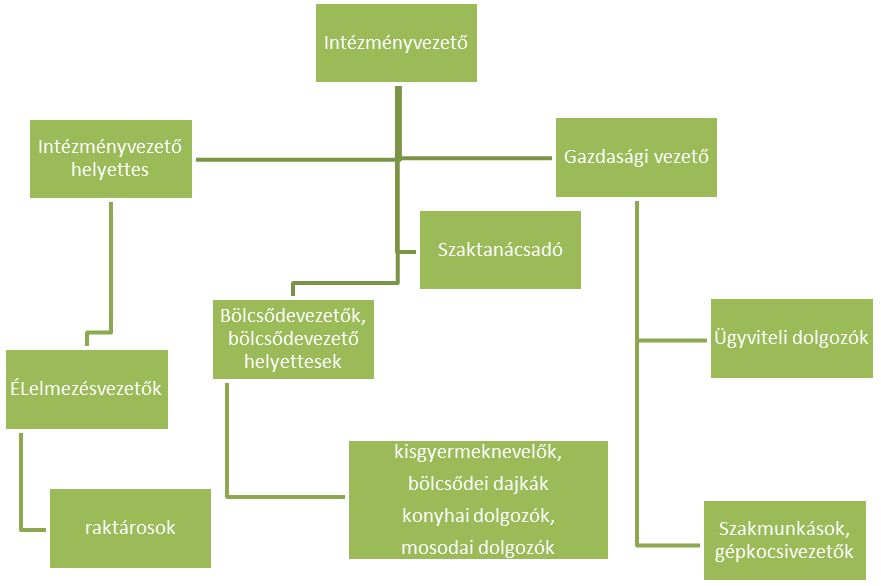 Intézményvezető
Intézményvezető
helyettes
Gazdasági vezető
Szaktanácsadó
Bölcsődevezetők,
bölcsődevezető
helyettesek
Ügyviteli dolgozók
ÉLelmezésvezetők
kisgyermeknevelők,
bölcsődei dajkák
konyhai dolgozók,
mosodai dolgozók
raktárosok
Szakmunkások,
gépkocsivezetők